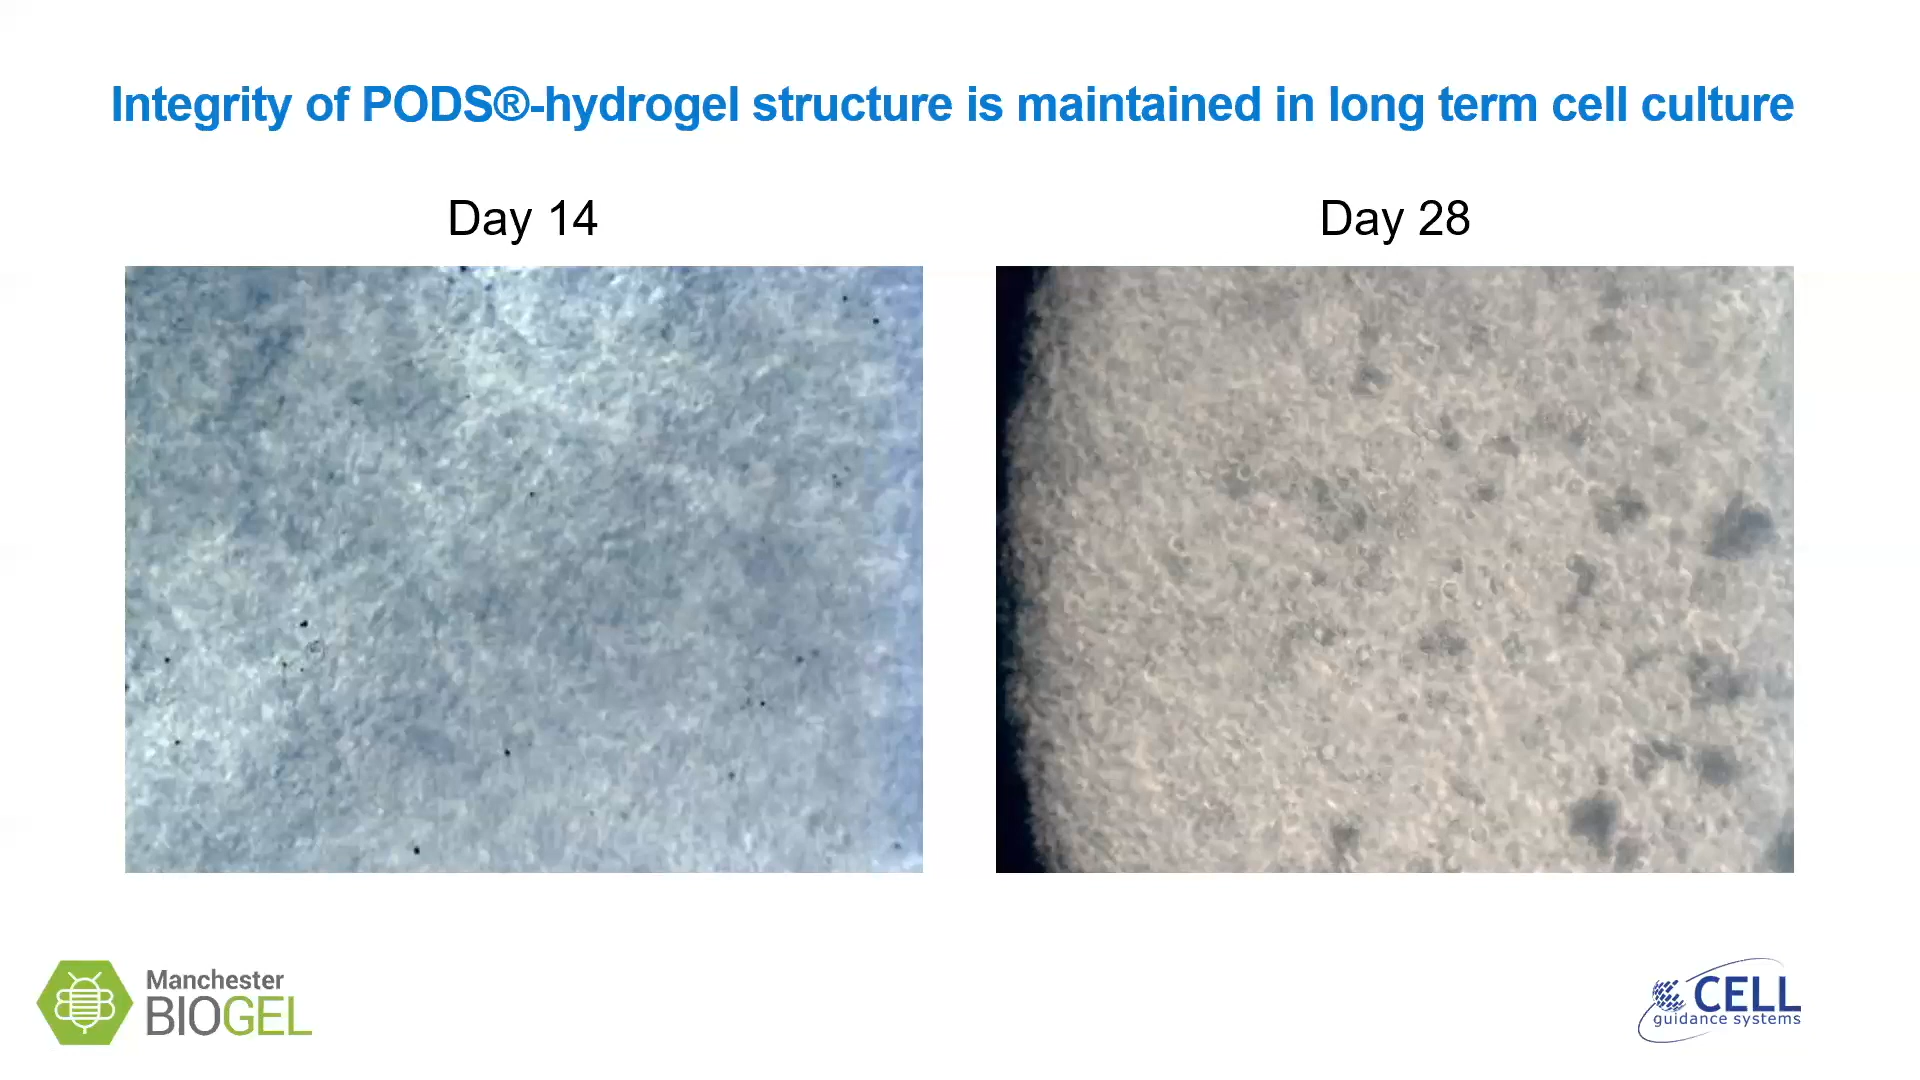 Integrity of PODS®-hydrogel structure is maintained in long term cell culture
Day 14
Day 28
Manchester
BIOGEL
CELL
guidance systems